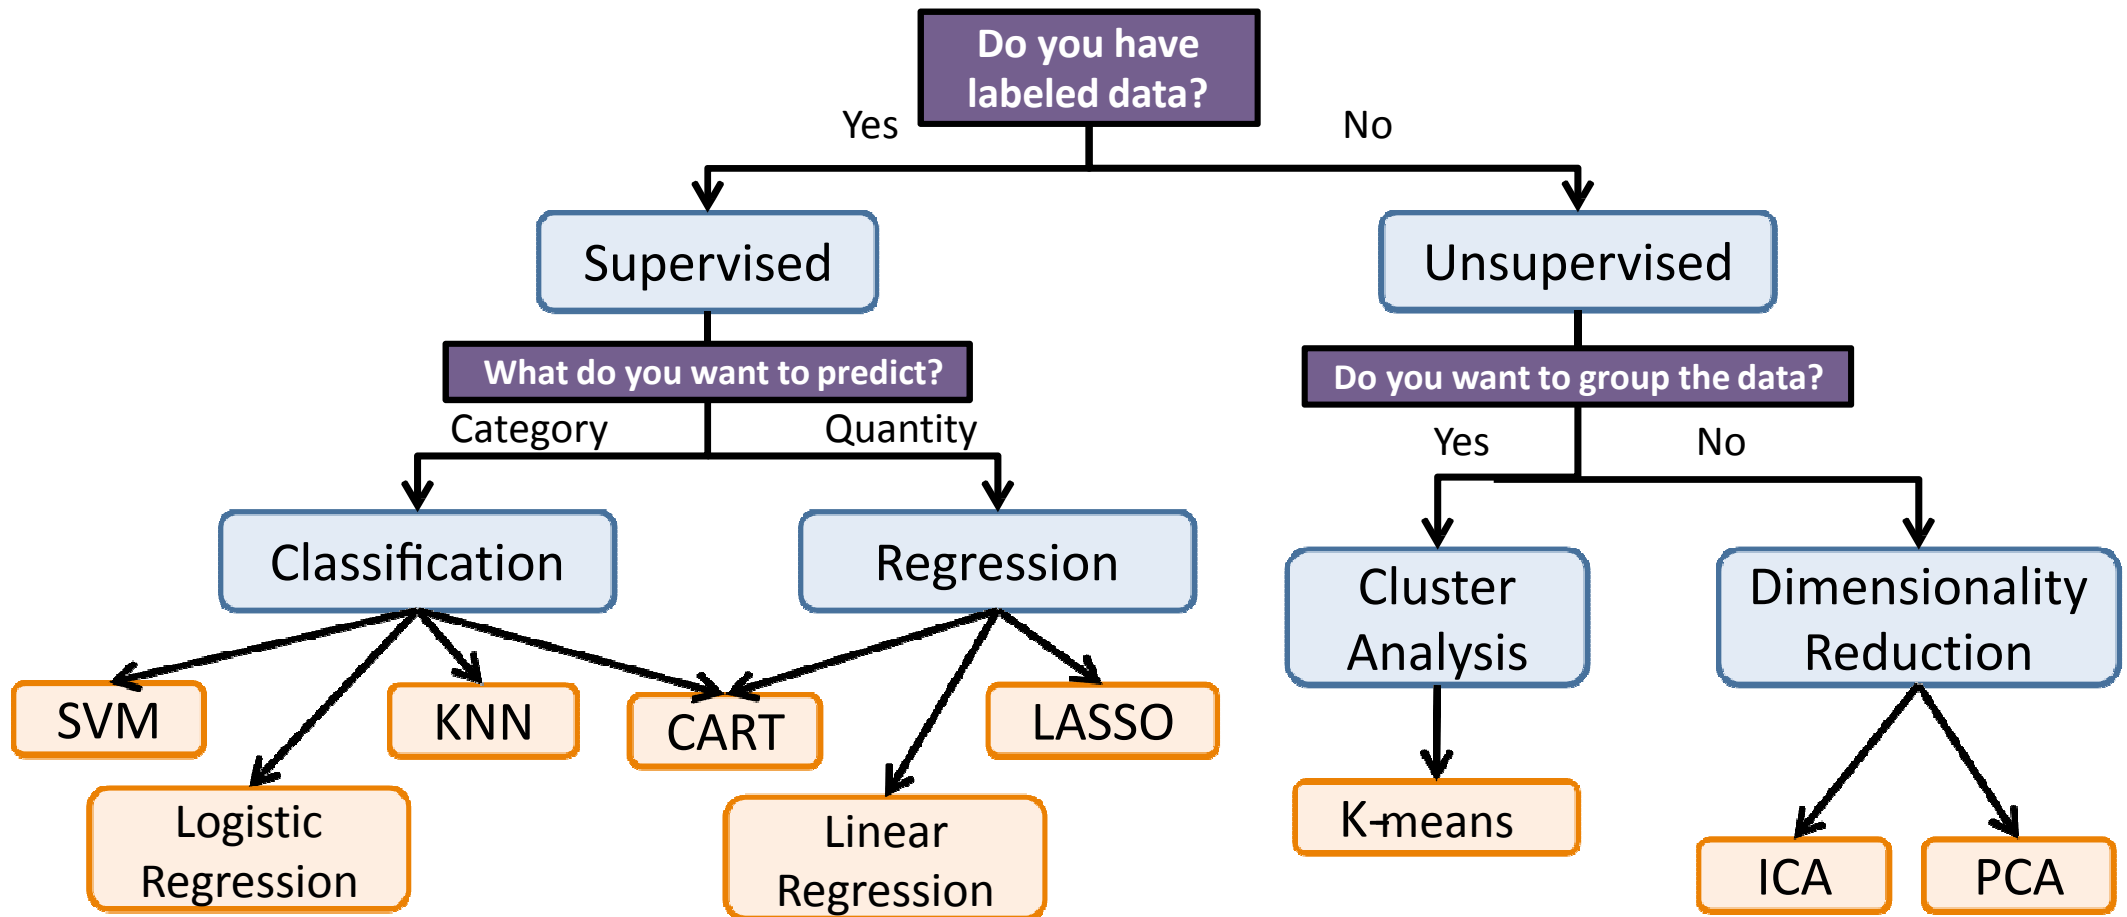 Do you have
labeled data?
Yes
No
Supervised
Unsupervised
What do you want to predict?
Do you want to group the data?
Category
Quantity
Yes
No
Classification
Regression
Cluster
Analysis
Dimensionality
Reduction
SVM
KNN
CART
LASSO
Logistic
Regression
Linear
Regression
K-means
ICA
PCA